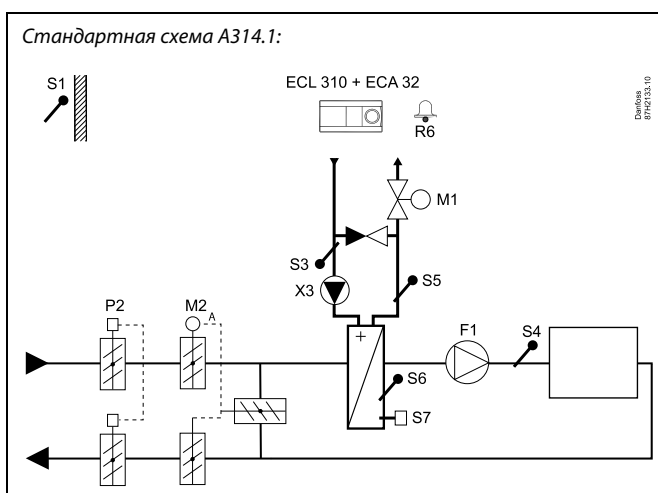 Стандартная схема A314.1:
S1
ECL 310 + ECA 32
R6
Danfoss
87H2133.10
M1
S3
X3
S5
P2
M2
A
F1
S4
+
S6
S7